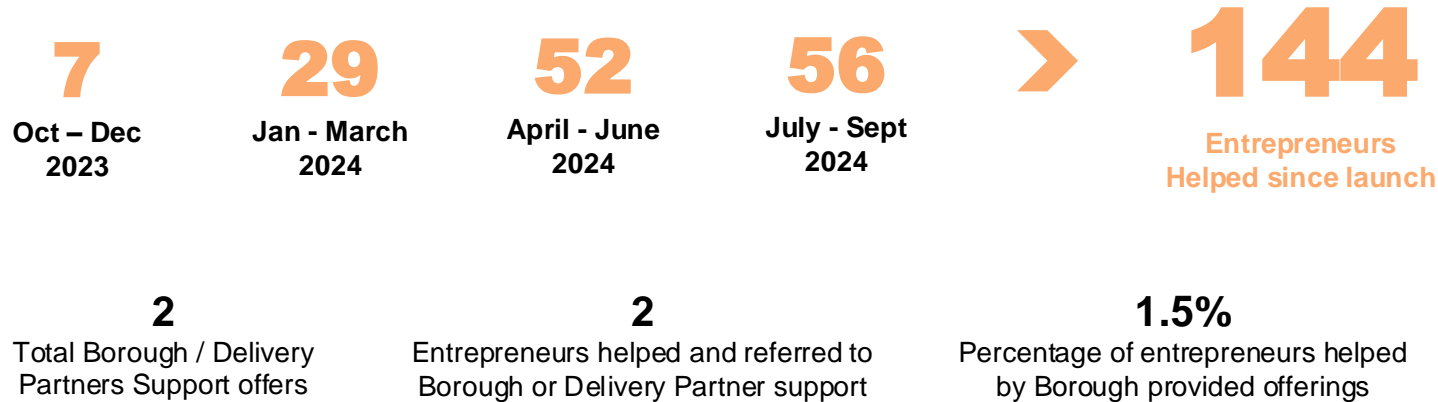 7
Oct – Dec
2023
29
Jan - March
2024
52
April - June
2024
56
July - Sept
2024
144
Entrepreneurs
Helped since launch
2
Total Borough / Delivery
Partners Support offers
2
Entrepreneurs helped and referred to
Borough or Delivery Partner support
1.5%
Percentage of entrepreneurs helped
by Borough provided offerings